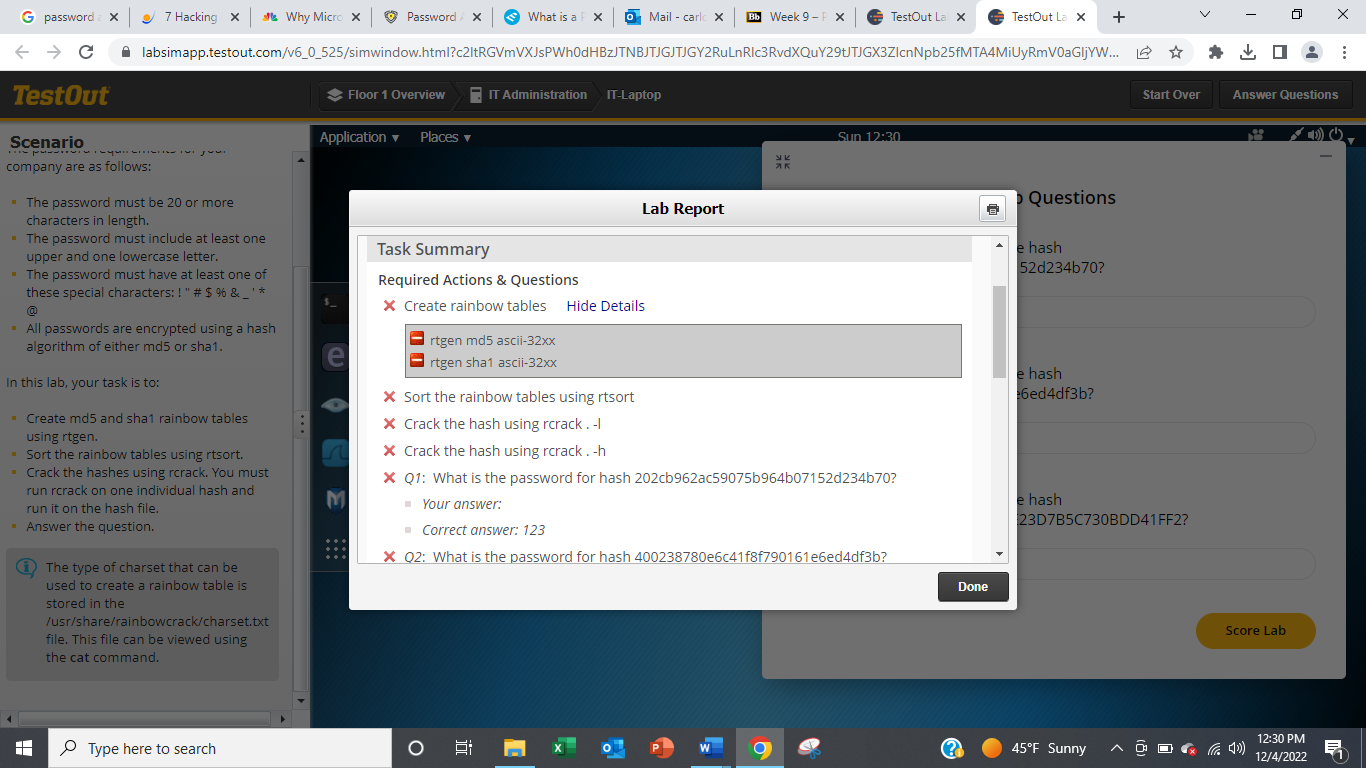 password a
7 Hacking
Why Micro
Password A
What is a P
Mail - carlo
Bb
Week 9 – P
TestOut La
TestOut La
labsimapp.testout.com/v6_0_525/simwindow.html?c2ltRGVmVXJsPWh0dHBzJTNBJTJGJTJGY2RuLnRlc3RvdXQuY29tJTJGX3ZlcnNpb25fMTA4MiUyRmV0aGljYW...
TestOut
Floor 1 Overview
IT Administration
IT-Laptop
Start Over
Answer Questions
Scenario
The password requirements for your
company are as follows:
The password must be 20 or more
characters in length.
The password must include at least one
upper and one lowercase letter.
The password must have at least one of
these special characters: ! " # $ % & _ ' *
@
All passwords are encrypted using a hash
algorithm of either md5 or sha1.
In this lab, your task is to:
Create md5 and sha1 rainbow tables
using rtgen.
Sort the rainbow tables using rtsort.
Crack the hashes using rcrack. You must
run rcrack on one individual hash and
run it on the hash file.
Answer the question.
The type of charset that can be
used to create a rainbow table is
stored in the
/usr/share/rainbowcrack/charset.txt
file. This file can be viewed using
the cat command.
Application
Places
Sun 12:30
Questions
e hash
52d234b70?
e hash
e6ed4df3b?
e hash
23D7B5C730BDD41FF2?
Score Lab
Lab Report
Task Summary
Required Actions & Questions
Create rainbow tables Hide Details
rtgen md5 ascii-32xx
rtgen sha1 ascii-32xx
Sort the rainbow tables using rtsort
Crack the hash using rcrack . -l
Crack the hash using rcrack . -h
Q1: What is the password for hash 202cb962ac59075b964b07152d234b70?
Your answer:
Correct answer: 123
Q2: What is the password for hash 400238780e6c41f8f790161e6ed4df3b?
Done
Type here to search
45°F Sunny
12:30 PM
12/4/2022
1